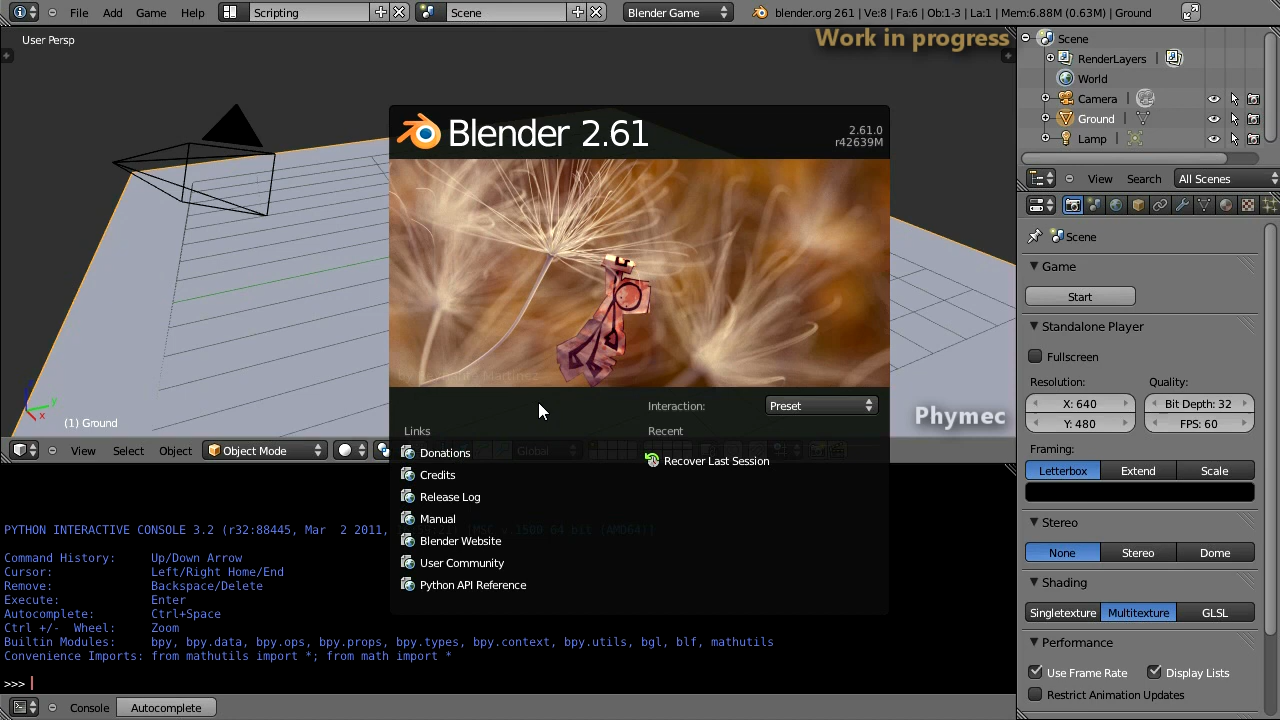 File Add Game Help Scripting Scene Blender Game blender.org 261 | Ve:8 | Fa:6 | Ob:1-3 | La:1 | Mem:6.88M (0.63M) | Ground
User Persp
Work in progress
Blender 2.61
2.61.0
r42639M
Interaction: Preset
Links
Recent
Donations
Recover Last Session
Credits
Release Log
Manual
Blender Website
User Community
Python API Reference
(1) Ground
Phymec
View Select Object Object Mode Global
PYTHON INTERACTIVE CONSOLE 3.2 (r32:88445, Mar 2 2011, [MSC v.1500 64 bit (AMD64)]
Command History: Up/Down Arrow
Cursor: Left/Right Home/End
Remove: Backspace/Delete
Execute: Enter
Autocomplete: Ctrl+Space
Ctrl +/- Wheel: Zoom
Builtin Modules: bpy, bpy.data, bpy.ops, bpy.props, bpy.types, bpy.context, bpy.utils, bgl, blf, mathutils
Convenience Imports: from mathutils import *; from math import *
>>>
Console Autocomplete
Scene
RenderLayers
World
Camera
Ground
Lamp
View Search All Scenes
Scene
Game
Start
Standalone Player
Fullscreen
Resolution: Quality:
X: 640 Bit Depth: 32
Y: 480 FPS: 60
Framing:
Letterbox Extend Scale
Stereo
None Stereo Dome
Shading
Singletexture Multitexture GLSL
Performance
Use Frame Rate Display Lists
Restrict Animation Updates